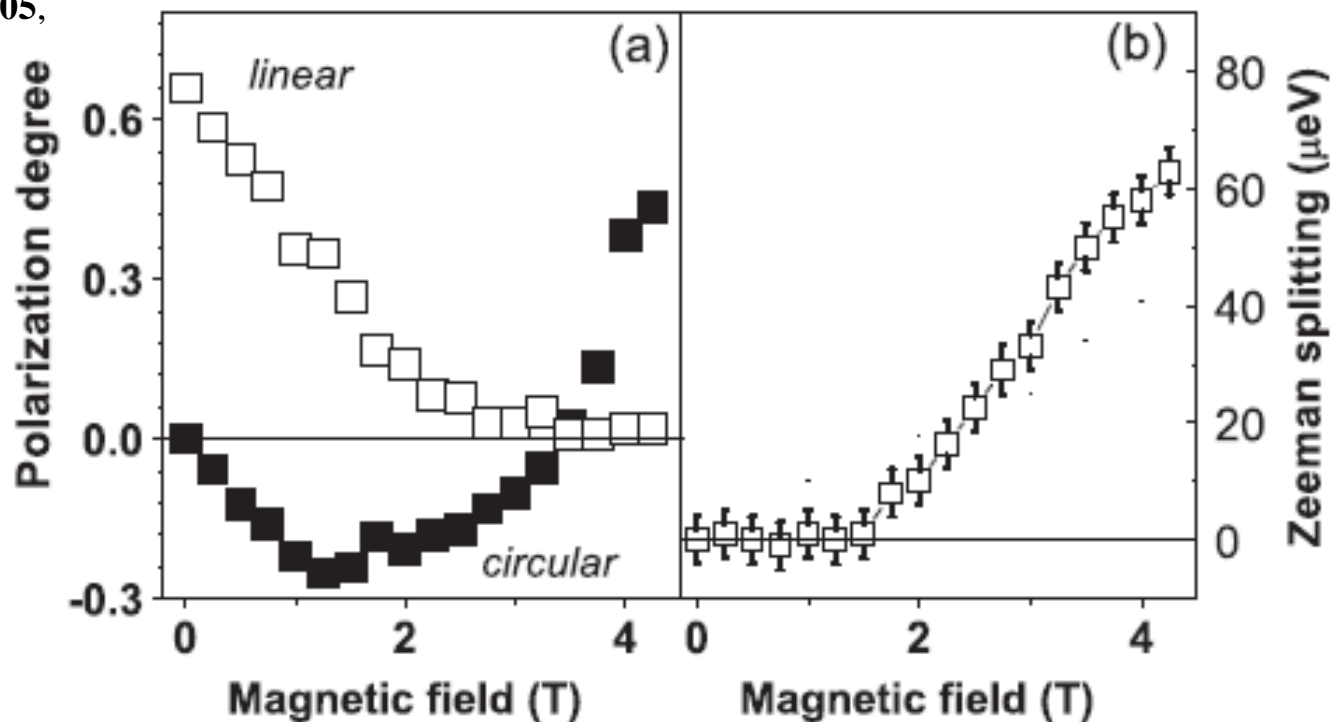 05,
(a)
(b)
linear
circular
Polarization degree
0.6
0.3
0.0
-0.3
0
2
4
Magnetic field (T)
0
2
4
Magnetic field (T)
80
60
40
20
0
Zeeman splitting (μeV)